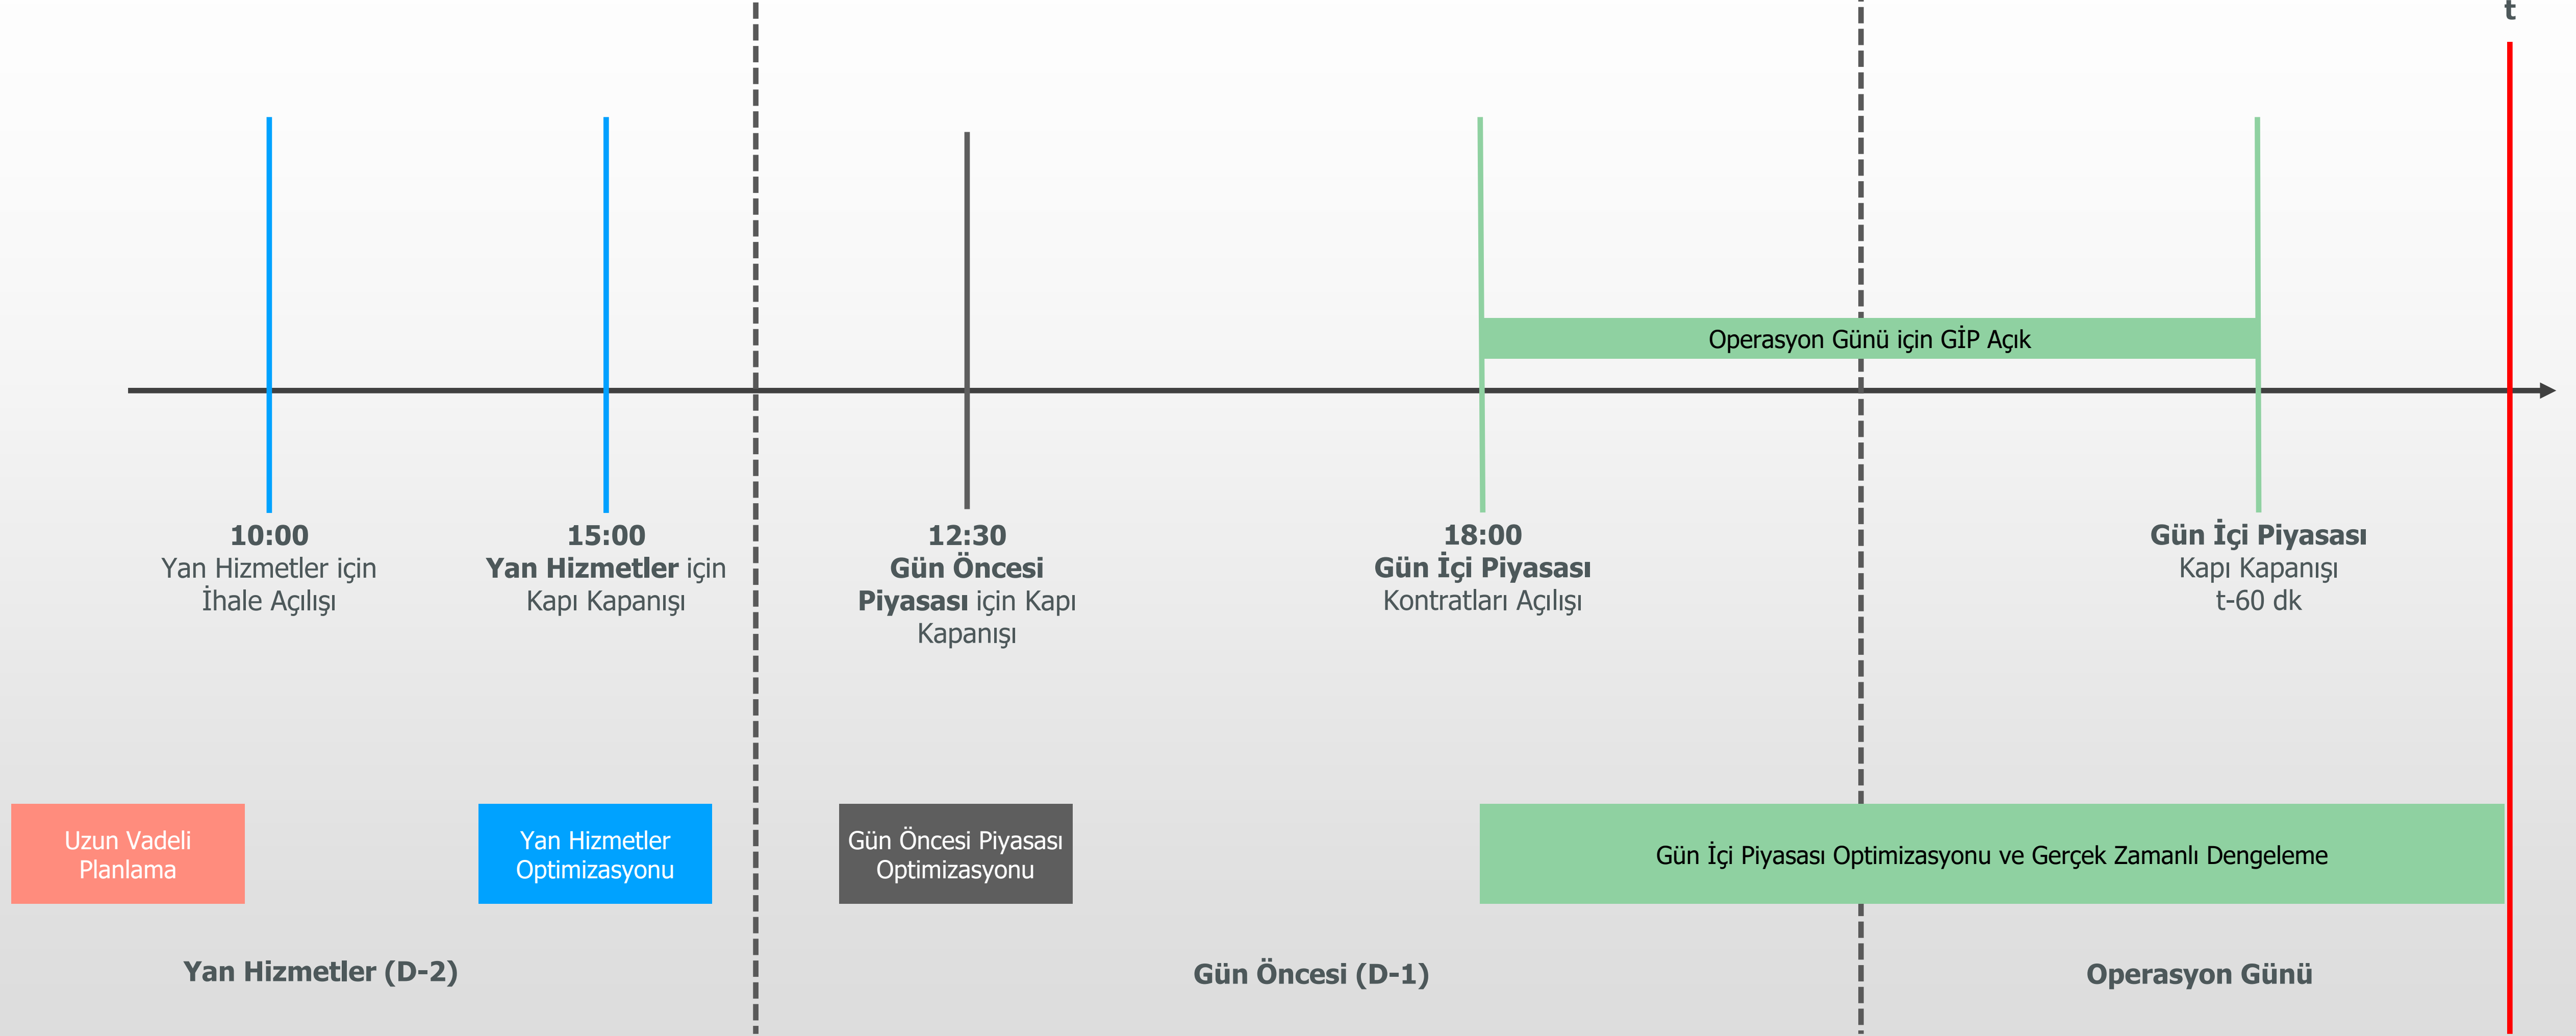 t
Operasyon Günü için GİP Açık
10:00
Yan Hizmetler için
İhale Açılışı
15:00
Yan Hizmetler için
Kapı Kapanışı
12:30
Gün Öncesi
Piyasası için Kapı
Kapanışı
18:00
Gün İçi Piyasası
Kontratları Açılışı
Gün İçi Piyasası
Kapı Kapanışı
t-60 dk
Uzun Vadeli
Planlama
Yan Hizmetler
Optimizasyonu
Gün Öncesi Piyasası
Optimizasyonu
Gün İçi Piyasası Optimizasyonu ve Gerçek Zamanlı Dengeleme
Yan Hizmetler (D-2)
Gün Öncesi (D-1)
Operasyon Günü